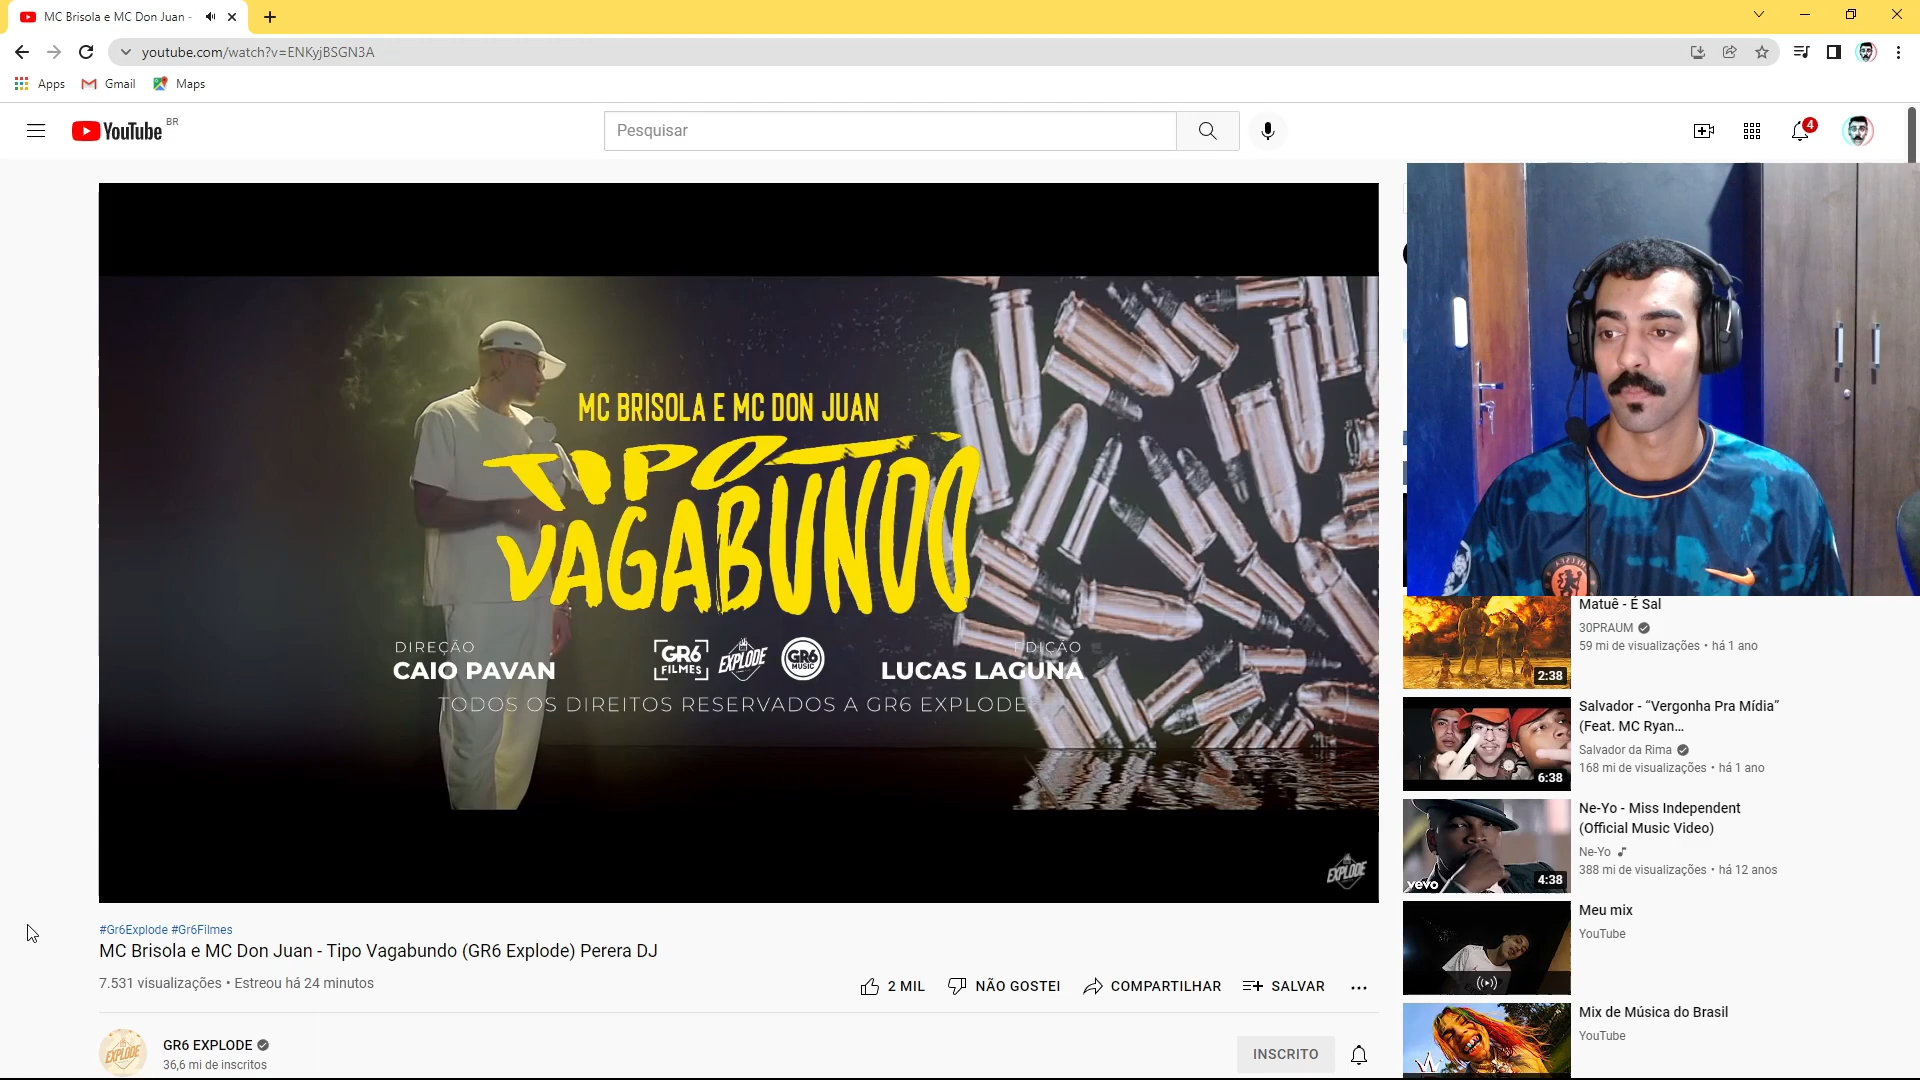 MC Brisola e MC Don Juan -
youtube.com/watch?v=ENKyjBSGN3A
Apps
Gmail
Maps
YouTube BR
Pesquisar
4
MC BRISOLA E MC DON JUAN
TIPO
VAGABUNDO
DIREÇÃO
CAIO PAVAN
GR6 FILMES
EXPLODE
GR6 MUSIC
EDIÇÃO
LUCAS LAGUNA
TODOS OS DIREITOS RESERVADOS A GR6 EXPLODE
EXPLODE
#Gr6Explode #Gr6Filmes
MC Brisola e MC Don Juan - Tipo Vagabundo (GR6 Explode) Perera DJ
7.531 visualizações • Estreou há 24 minutos
2 MIL
NÃO GOSTEI
COMPARTILHAR
SALVAR
EXPLODE
GR6 EXPLODE
36,6 mi de inscritos
INSCRITO
CHELSEA
Matuê - É Sal
30PRAUM
59 mi de visualizações • há 1 ano
2:38
Salvador - “Vergonha Pra Mídia”
(Feat. MC Ryan...
Salvador da Rima
168 mi de visualizações • há 1 ano
6:38
Ne-Yo - Miss Independent
(Official Music Video)
Ne-Yo
388 mi de visualizações • há 12 anos
vevo
4:38
Meu mix
YouTube
Mix de Música do Brasil
YouTube